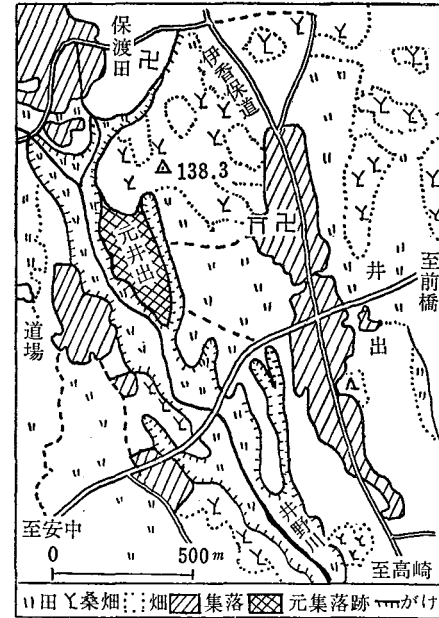 保渡田
伊香保道
138.3
元井出
至前橋
井出
道場
至安中
井野川
0 500m
至高崎
田 桑畑 畑 集落 元集落跡 がけ